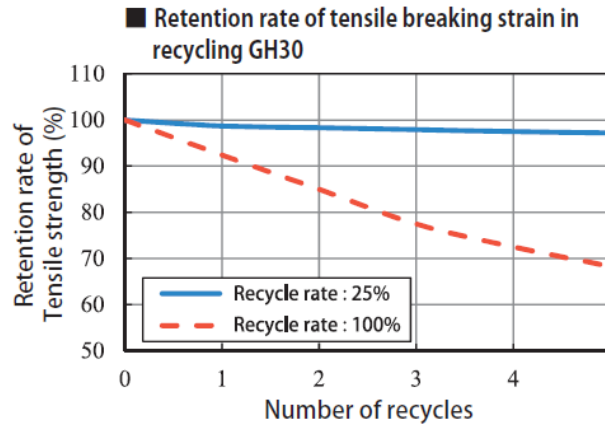 ■ Retention rate of tensile breaking strain in
recycling GH30
Retention rate of
Tensile strength (%)
110
100
90
80
70
60
50
Recycle rate : 25%
Recycle rate : 100%
0 1 2 3 4
Number of recycles